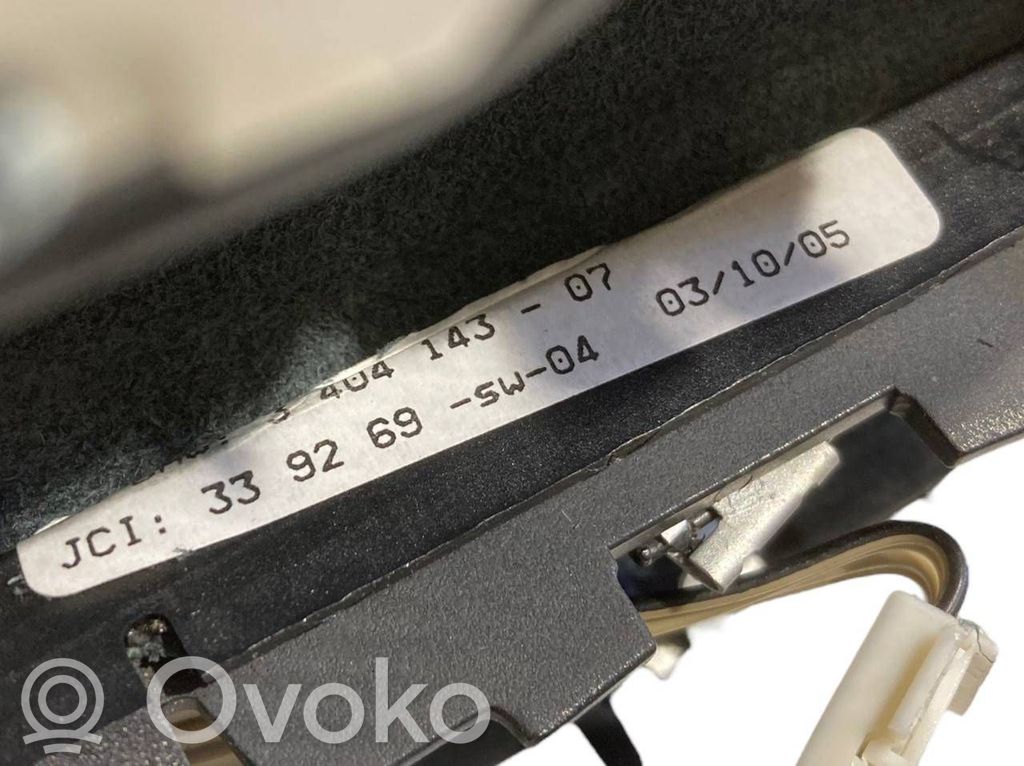 404 143 - 07
JCI: 33 92 69 -SW-04 03/10/05
Ovoko